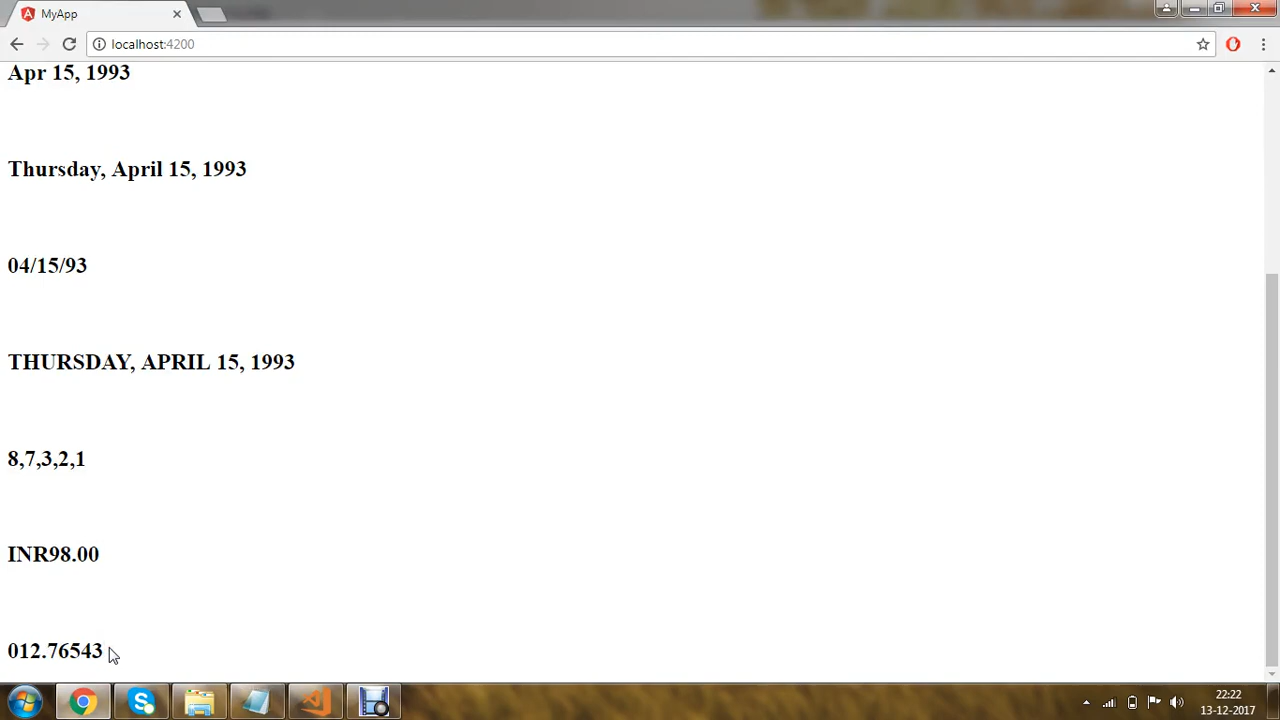 MyApp
localhost:4200
Apr 15, 1993
Thursday, April 15, 1993
04/15/93
THURSDAY, APRIL 15, 1993
8,7,3,2,1
INR98.00
012.76543
22:22
13-12-2017